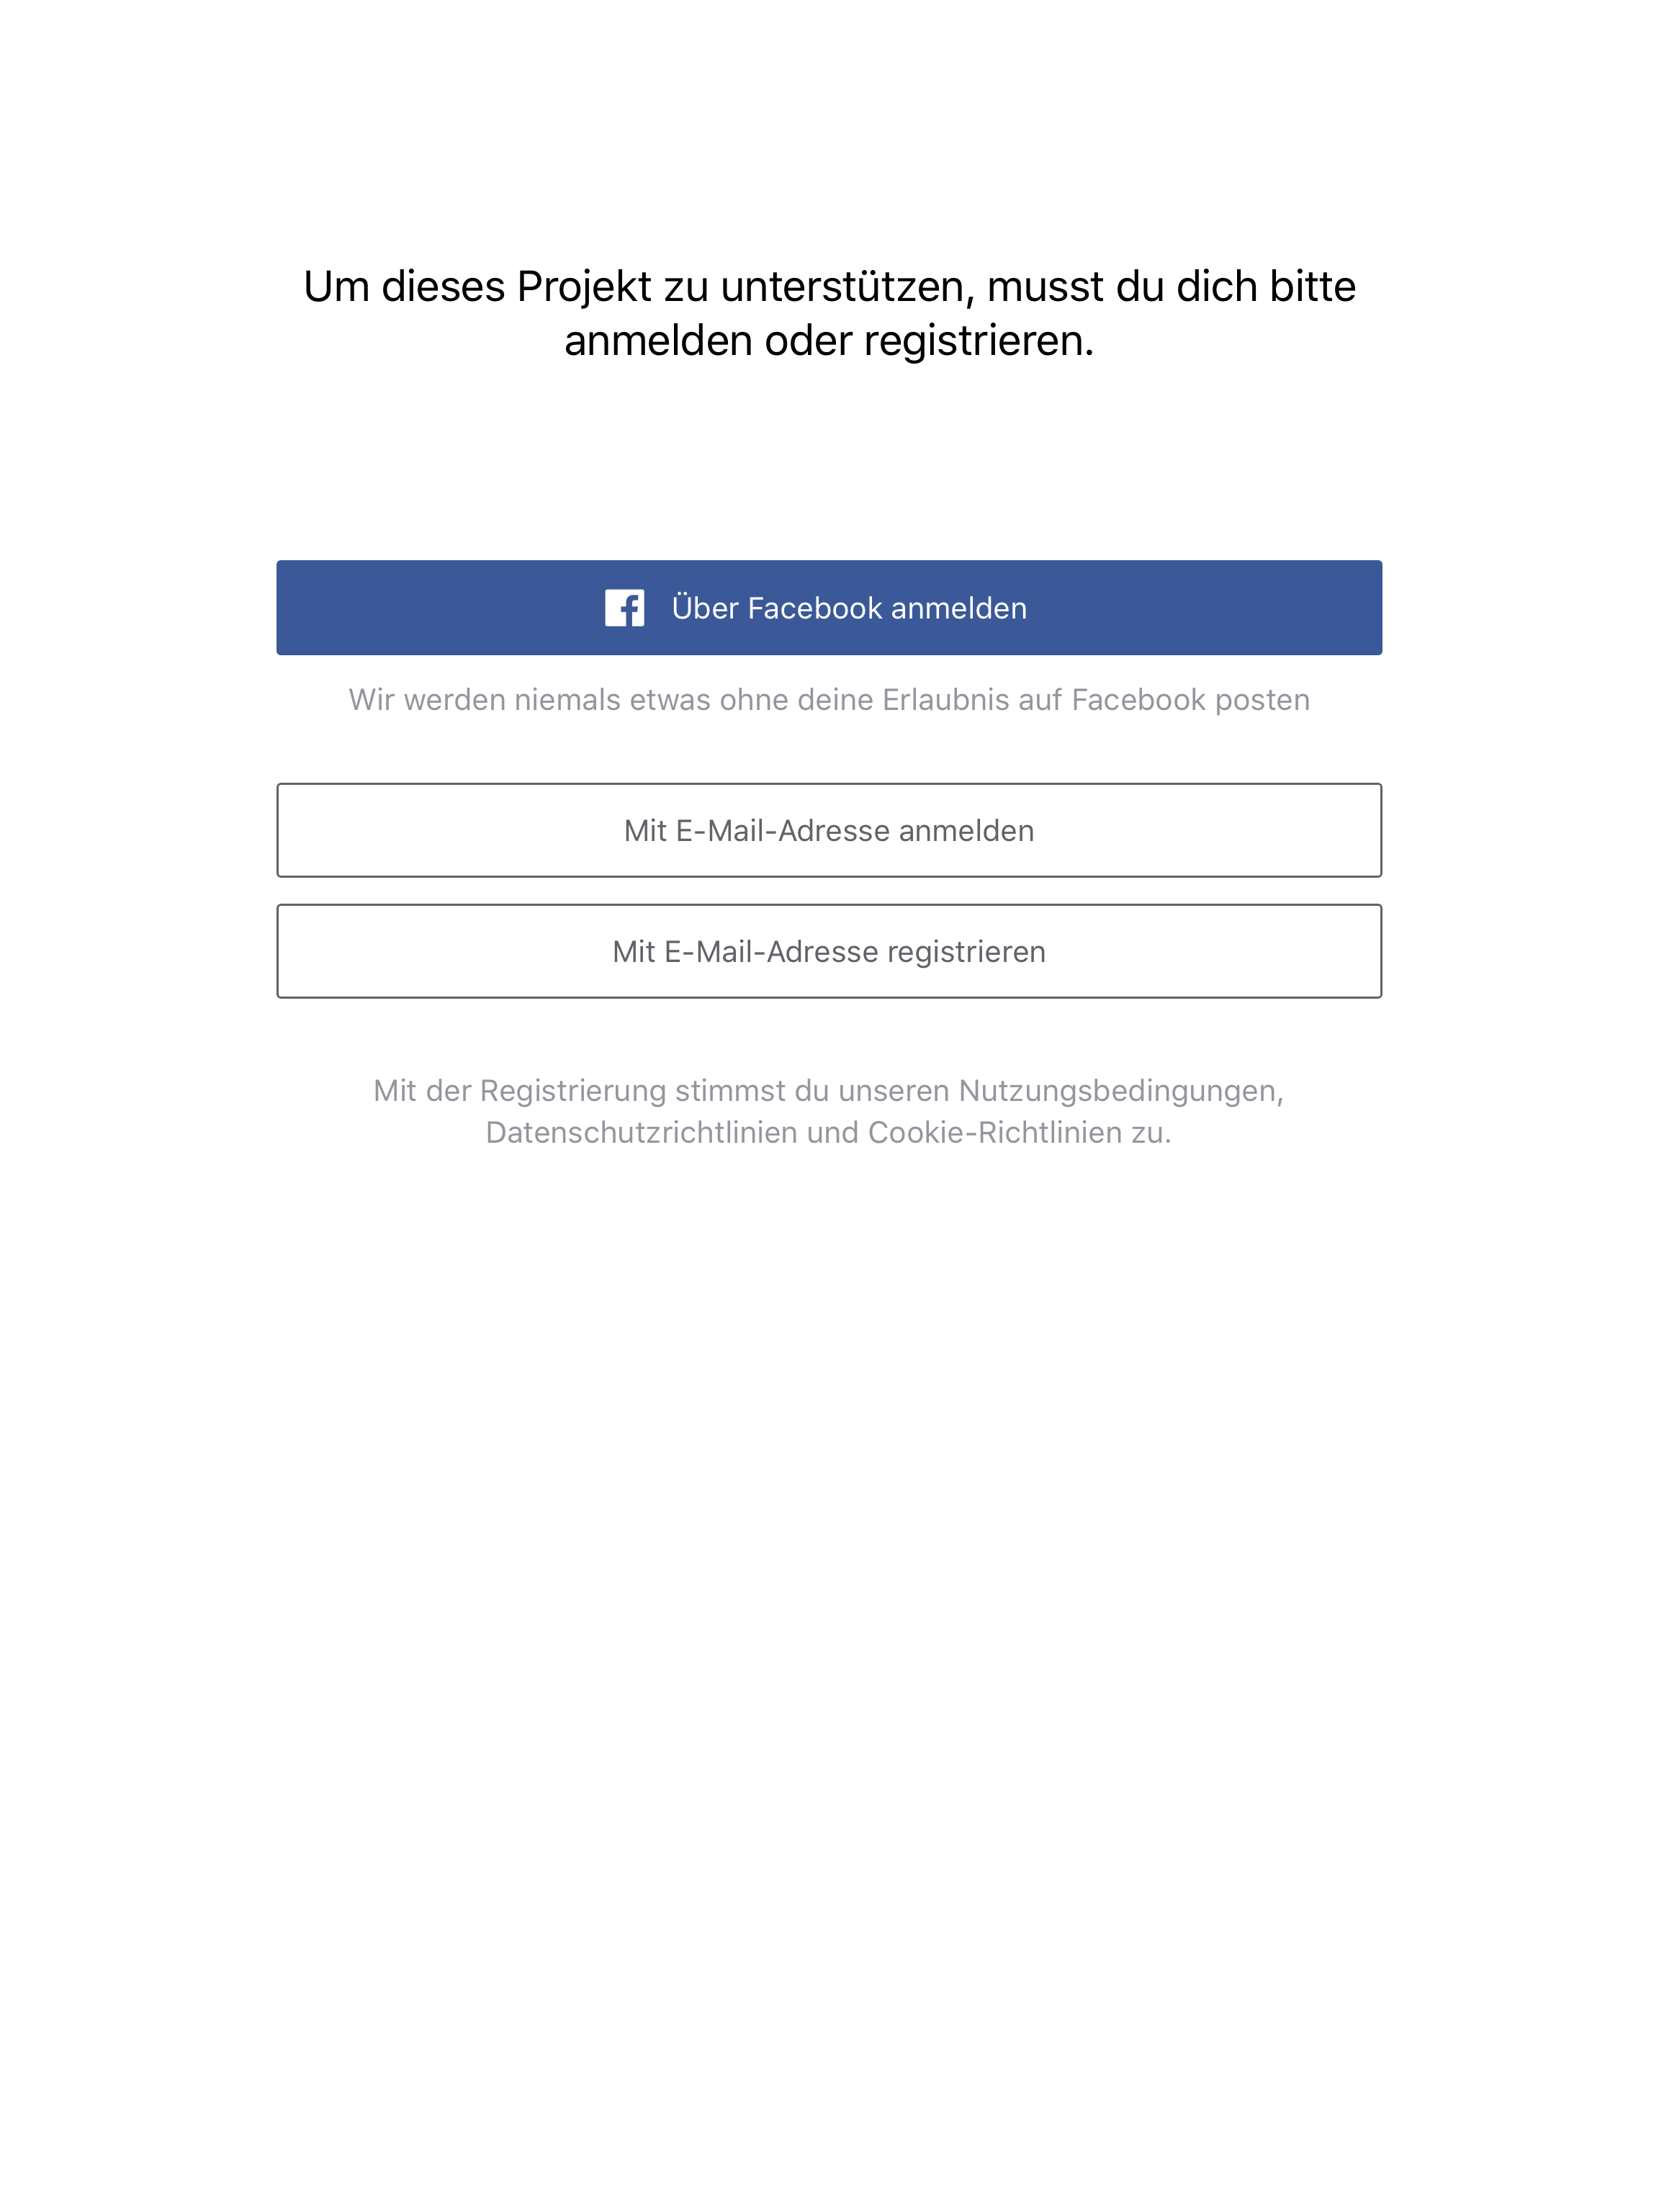 Um dieses Projekt zu unterstützen, musst du dich bitte
anmelden oder registrieren.
Über Facebook anmelden
Wir werden niemals etwas ohne deine Erlaubnis auf Facebook posten
Mit E-Mail-Adresse anmelden
Mit E-Mail-Adresse registrieren
Mit der Registrierung stimmst du unseren Nutzungsbedingungen,
Datenschutzrichtlinien und Cookie-Richtlinien zu.